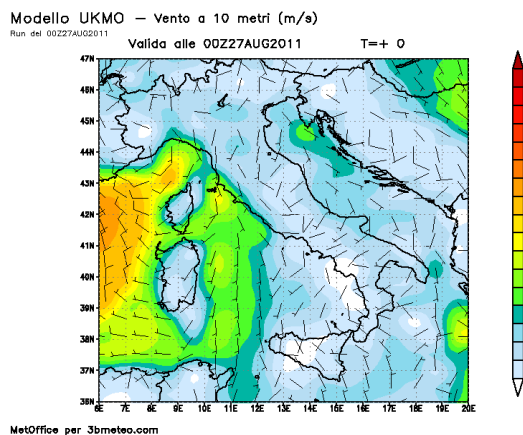 Modello UKMO – Vento a 10 metri (m/s)
Run del 00Z27AUG2011
Valida alle 00Z27AUG2011 T=+ 0
47N
46N
45N
44N
43N
42N
41N
40N
39N
38N
37N
36N
6E 7E 8E 9E 10E 11E 12E 13E 14E 15E 16E 17E 18E 19E 20E
MetOffice per 3bmeteo.com